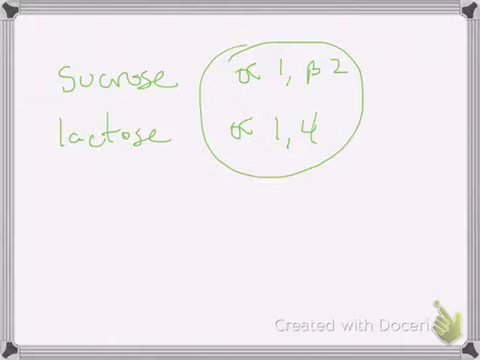 Sucrose α 1, β 2
lactose α 1, 4
Created with Doceri